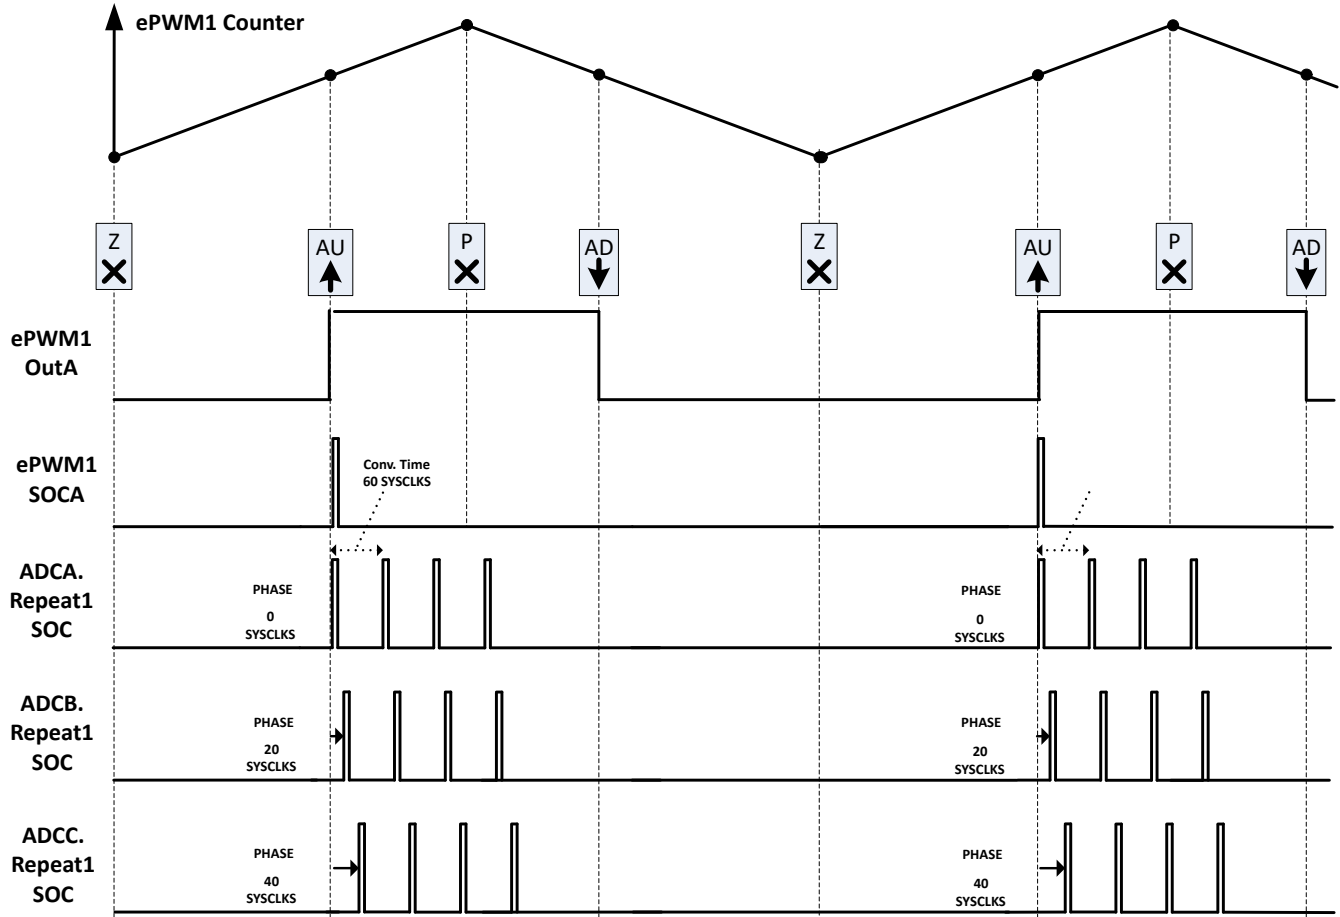 ePWM1 Counter
Z
AU
P
AD
Z
AU
P
AD
ePWM1
OutA
ePWM1
SOCA
Conv. Time
60 SYSCLKS
ADCA.
Repeat1
SOC
PHASE
0
SYSCLKS
PHASE
0
SYSCLKS
ADCB.
Repeat1
SOC
PHASE
20
SYSCLKS
PHASE
20
SYSCLKS
ADCC.
Repeat1
SOC
PHASE
40
SYSCLKS
PHASE
40
SYSCLKS